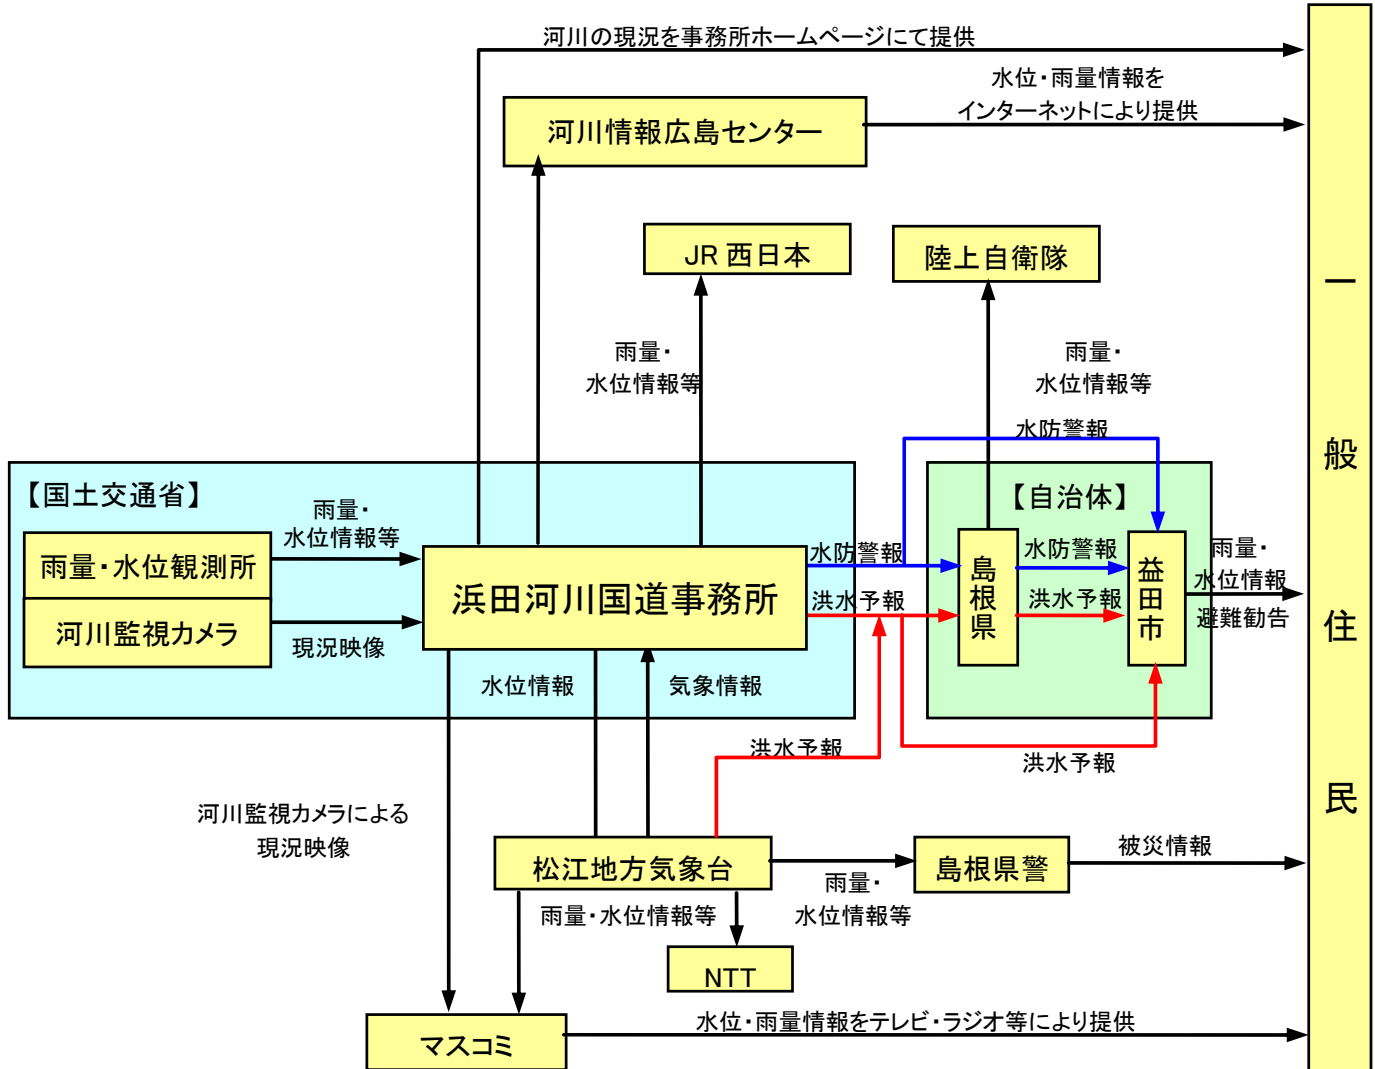 河川の現況を事務所ホームページにて提供
水位・雨量情報を
インターネットにより提供
河川情報広島センター
JR 西日本
陸上自衛隊
雨量・
水位情報等
雨量・
水位情報等
水防警報
【国土交通省】
【自治体】
雨量・
水位情報等
雨量・水位観測所
河川監視カメラ
現況映像
浜田河川国道事務所
水防警報
洪水予報
島根県
水防警報
洪水予報
益田市
雨量・
水位情報
避難勧告
一般住民
水位情報
気象情報
洪水予報
洪水予報
河川監視カメラによる
現況映像
松江地方気象台
島根県警
被災情報
雨量・水位情報等
雨量・
水位情報等
NTT
マスコミ
水位・雨量情報をテレビ・ラジオ等により提供